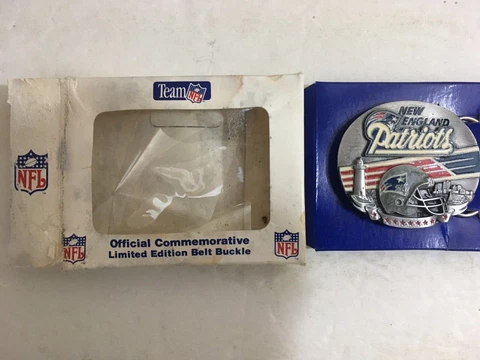 Team NFL
NFL
Official Commemorative
Limited Edition Belt Buckle
NFL
NFL
NEW
ENGLAND
Patriots